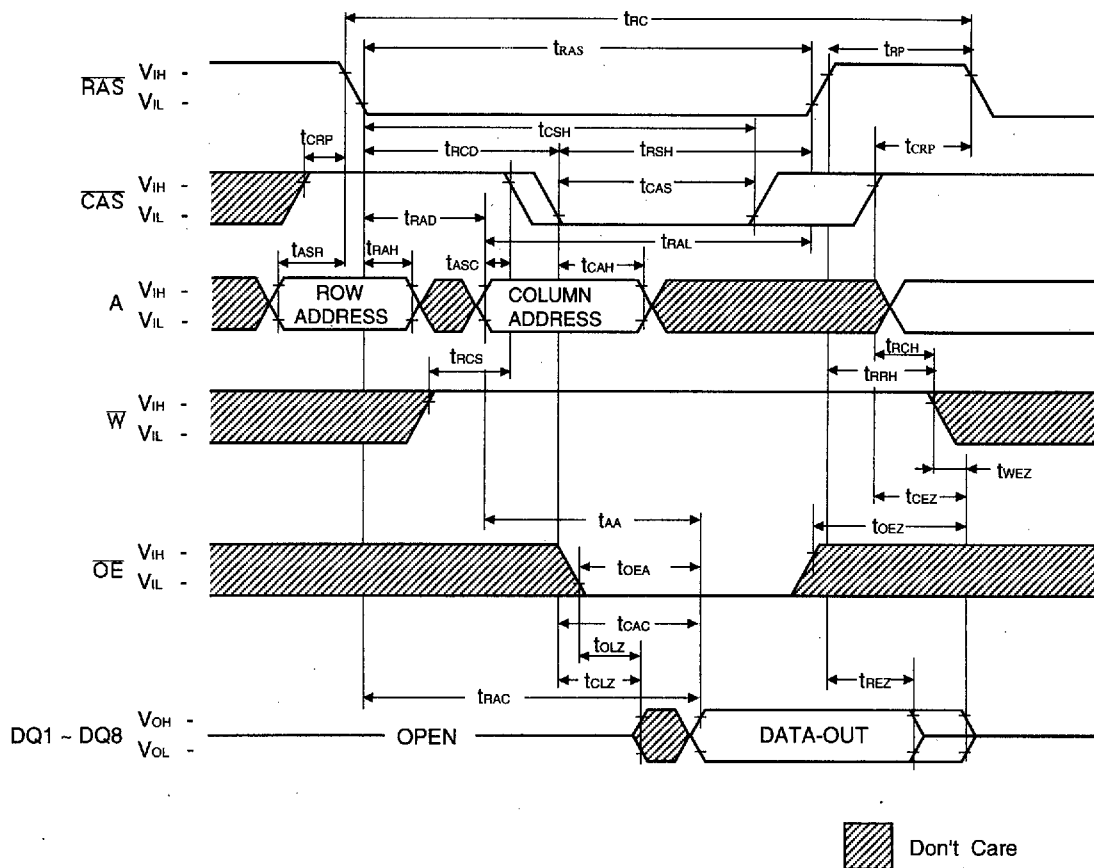 tRC
tRAS
tRP
RAS
VIH -
VIL -
tCSH
tCRP
tRCD
tRSH
tCRP
CAS
VIH -
VIL -
tCAS
tRAD
tRAL
tASR
tRAH
tASC
tCAH
A
VIH -
VIL -
ROW
ADDRESS
COLUMN
ADDRESS
tRCS
tRCH
tRRH
W
VIH -
VIL -
tWEZ
tCEZ
tAA
tOEZ
OE
VIH -
VIL -
tOEA
tCAC
tOLZ
tCLZ
tREZ
tRAC
DQ1 ~ DQ8
VOH -
VOL -
OPEN
DATA-OUT
Don't Care